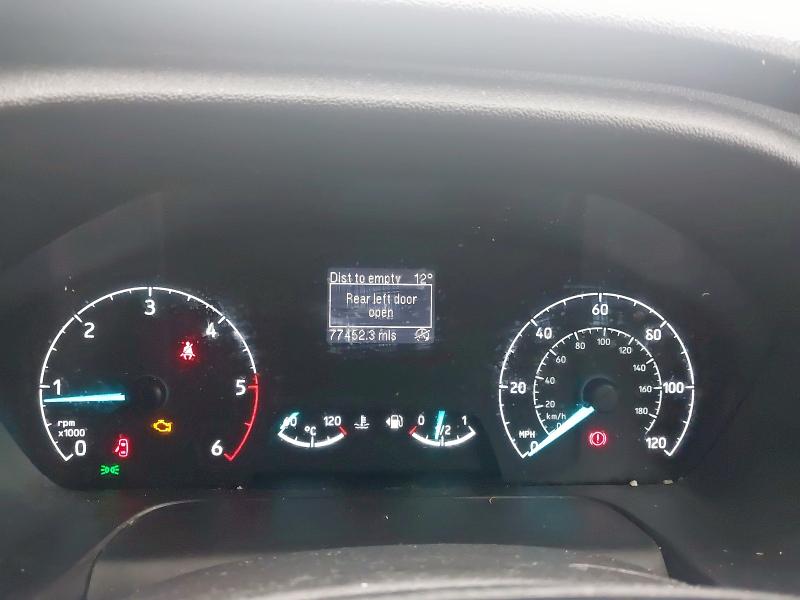 Dist to empty 12°
Rear left door
open
77452.3 mls
0 1 2 3 4 5 6
rpm
x1000
60 120
°C
0 1/2 1
0 20 40 60 80 100 120
MPH
20 40 60 80 100 120 140 160 180
km/h